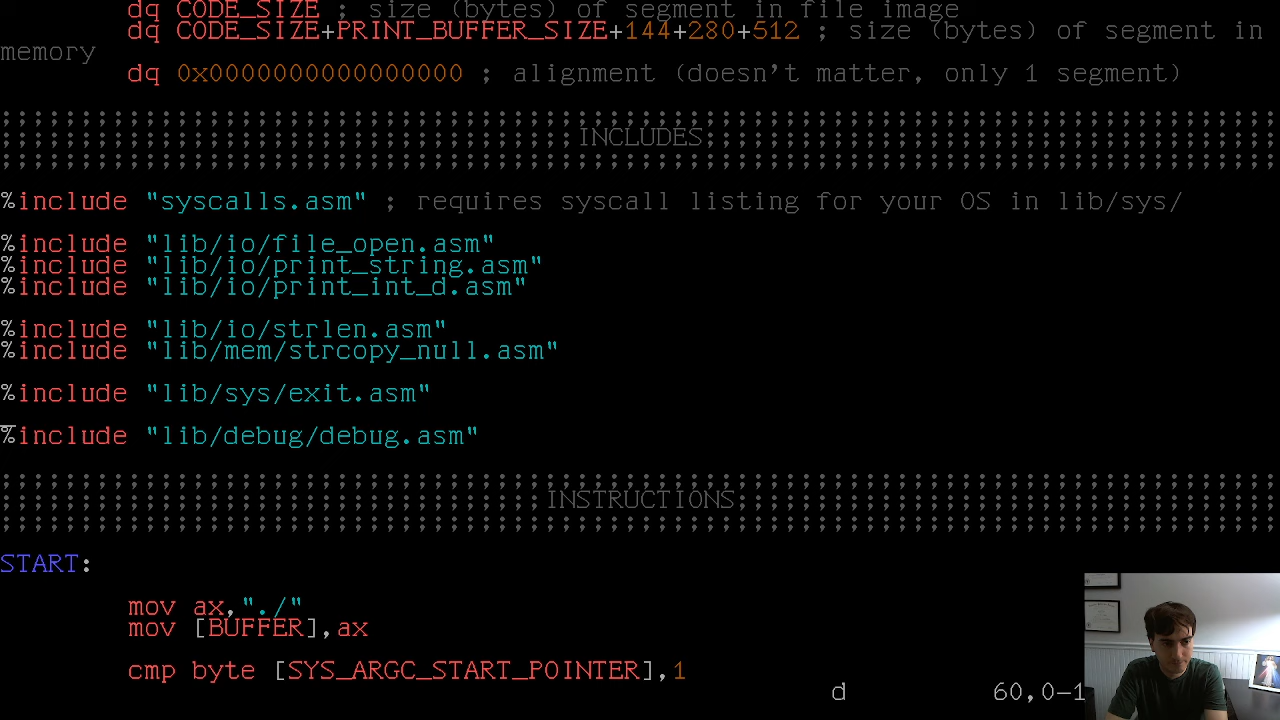 dq CODE_SIZE ; size (bytes) of segment in file image
dq CODE_SIZE+PRINT_BUFFER_SIZE+144+280+512 ; size (bytes) of segment in
memory
dq 0x0000000000000000 ; alignment (doesn't matter, only 1 segment)
;;;;;;;;;;;;;;;;;;;;;;;;;;;;;;;;;;;;;;;;;;;;;;;;;;;;;;;;;;;;;;;;;;;;;;;;;;;;;;;;
;;;;;;;;;;;;;;;;;;;;;;;;;;;;;;;;;;;;INCLUDES;;;;;;;;;;;;;;;;;;;;;;;;;;;;;;;;;;;;
;;;;;;;;;;;;;;;;;;;;;;;;;;;;;;;;;;;;;;;;;;;;;;;;;;;;;;;;;;;;;;;;;;;;;;;;;;;;;;;;
%include "syscalls.asm" ; requires syscall listing for your OS in lib/sys/
%include "lib/io/file_open.asm"
%include "lib/io/print_string.asm"
%include "lib/io/print_int_d.asm"
%include "lib/io/strlen.asm"
%include "lib/mem/strcopy_null.asm"
%include "lib/sys/exit.asm"
%include "lib/debug/debug.asm"
;;;;;;;;;;;;;;;;;;;;;;;;;;;;;;;;;;;;;;;;;;;;;;;;;;;;;;;;;;;;;;;;;;;;;;;;;;;;;;;;
;;;;;;;;;;;;;;;;;;;;;;;;;;;;;;;;;;INSTRUCTIONS;;;;;;;;;;;;;;;;;;;;;;;;;;;;;;;;;;
;;;;;;;;;;;;;;;;;;;;;;;;;;;;;;;;;;;;;;;;;;;;;;;;;;;;;;;;;;;;;;;;;;;;;;;;;;;;;;;;
START:
mov ax,"./"
mov [BUFFER],ax
cmp byte [SYS_ARGC_START_POINTER],1
d 60,0-1